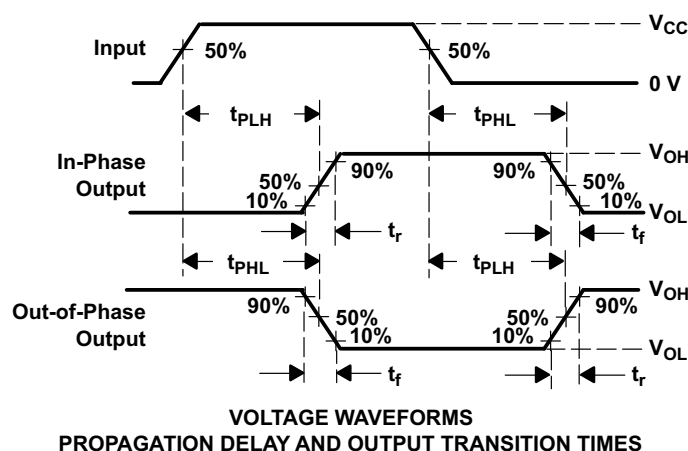 V_CC
Input
50%
50%
0 V
t_PLH
t_PHL
V_OH
In-Phase
Output
90%
90%
50%
50%
10%
10%
V_OL
t_r
t_f
t_PHL
t_PLH
V_OH
90%
90%
Out-of-Phase
Output
50%
50%
10%
10%
V_OL
t_f
t_r
VOLTAGE WAVEFORMS
PROPAGATION DELAY AND OUTPUT TRANSITION TIMES